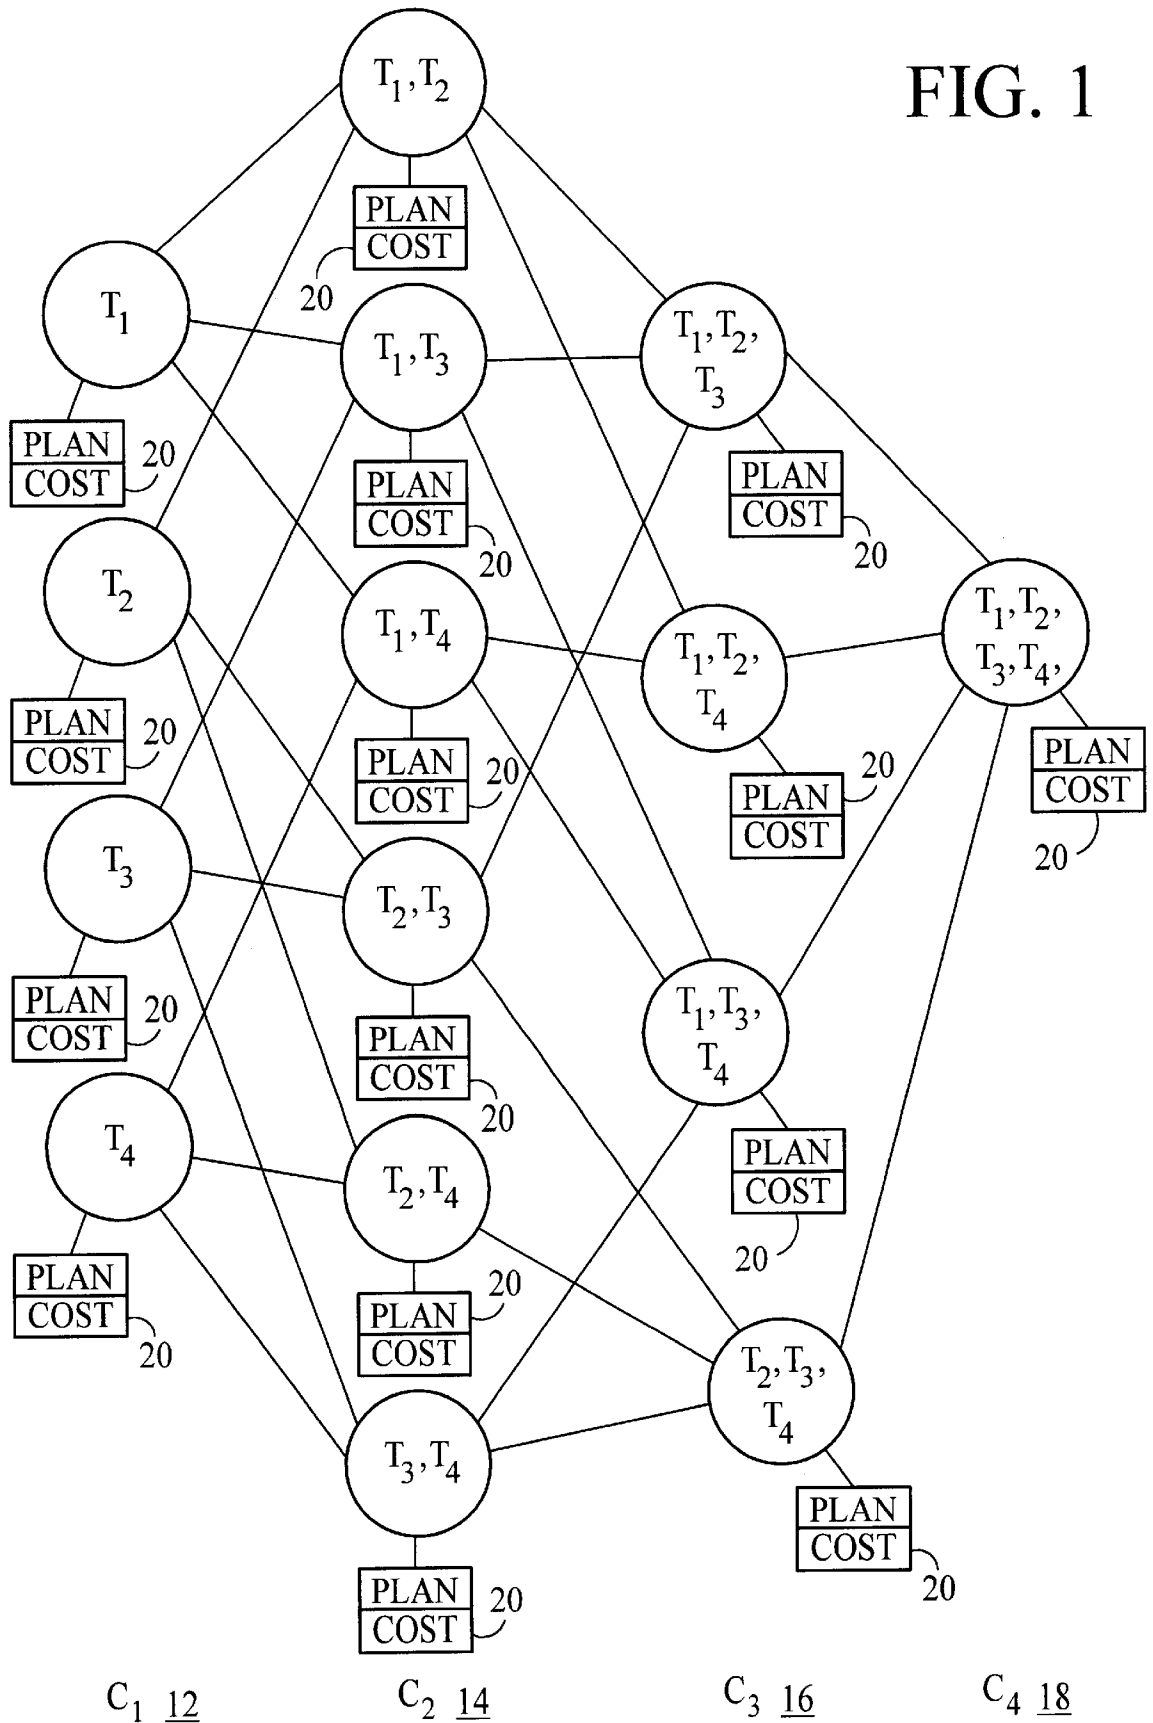 FIG. 1
T₁
PLAN
COST
20
T₂
PLAN
COST
20
T₃
PLAN
COST
20
T₄
PLAN
COST
20
T₁,T₂
PLAN
COST
20
T₁,T₃
PLAN
COST
20
T₁,T₄
PLAN
COST
20
T₂,T₃
PLAN
COST
20
T₂,T₄
PLAN
COST
20
T₃,T₄
PLAN
COST
20
T₁,T₂,
T₃
PLAN
COST
20
T₁,T₂,
T₄
PLAN
COST
20
T₁,T₃,
T₄
PLAN
COST
20
T₂,T₃,
T₄
PLAN
COST
20
T₁,T₂,
T₃,T₄,
PLAN
COST
20
C₁ 12
C₂ 14
C₃ 16
C₄ 18